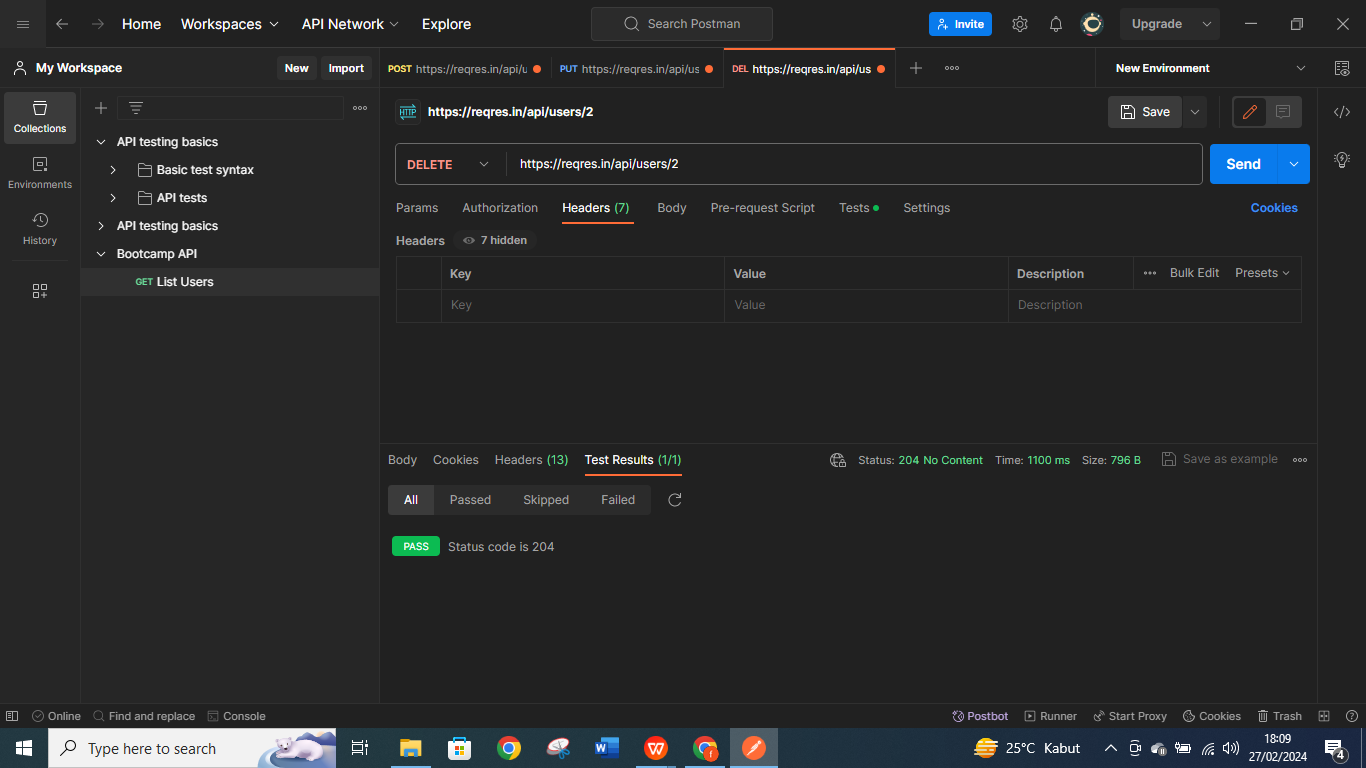 Home Workspaces API Network Explore Search Postman Invite Upgrade
My Workspace New Import POST https://reqres.in/api/u PUT https://reqres.in/api/us DEL https://reqres.in/api/us New Environment
Collections
Environments
History
API testing basics
Basic test syntax
API tests
API testing basics
Bootcamp API
GET List Users
HTTP https://reqres.in/api/users/2 Save
DELETE https://reqres.in/api/users/2 Send
Params Authorization Headers (7) Body Pre-request Script Tests Settings Cookies
Headers 7 hidden
Key Value Description Bulk Edit Presets
Key Value Description
Body Cookies Headers (13) Test Results (1/1) Status: 204 No Content Time: 1100 ms Size: 796 B Save as example
All Passed Skipped Failed
PASS Status code is 204
Online Find and replace Console Postbot Runner Start Proxy Cookies Trash
Type here to search 25°C Kabut 18:09
27/02/2024 4